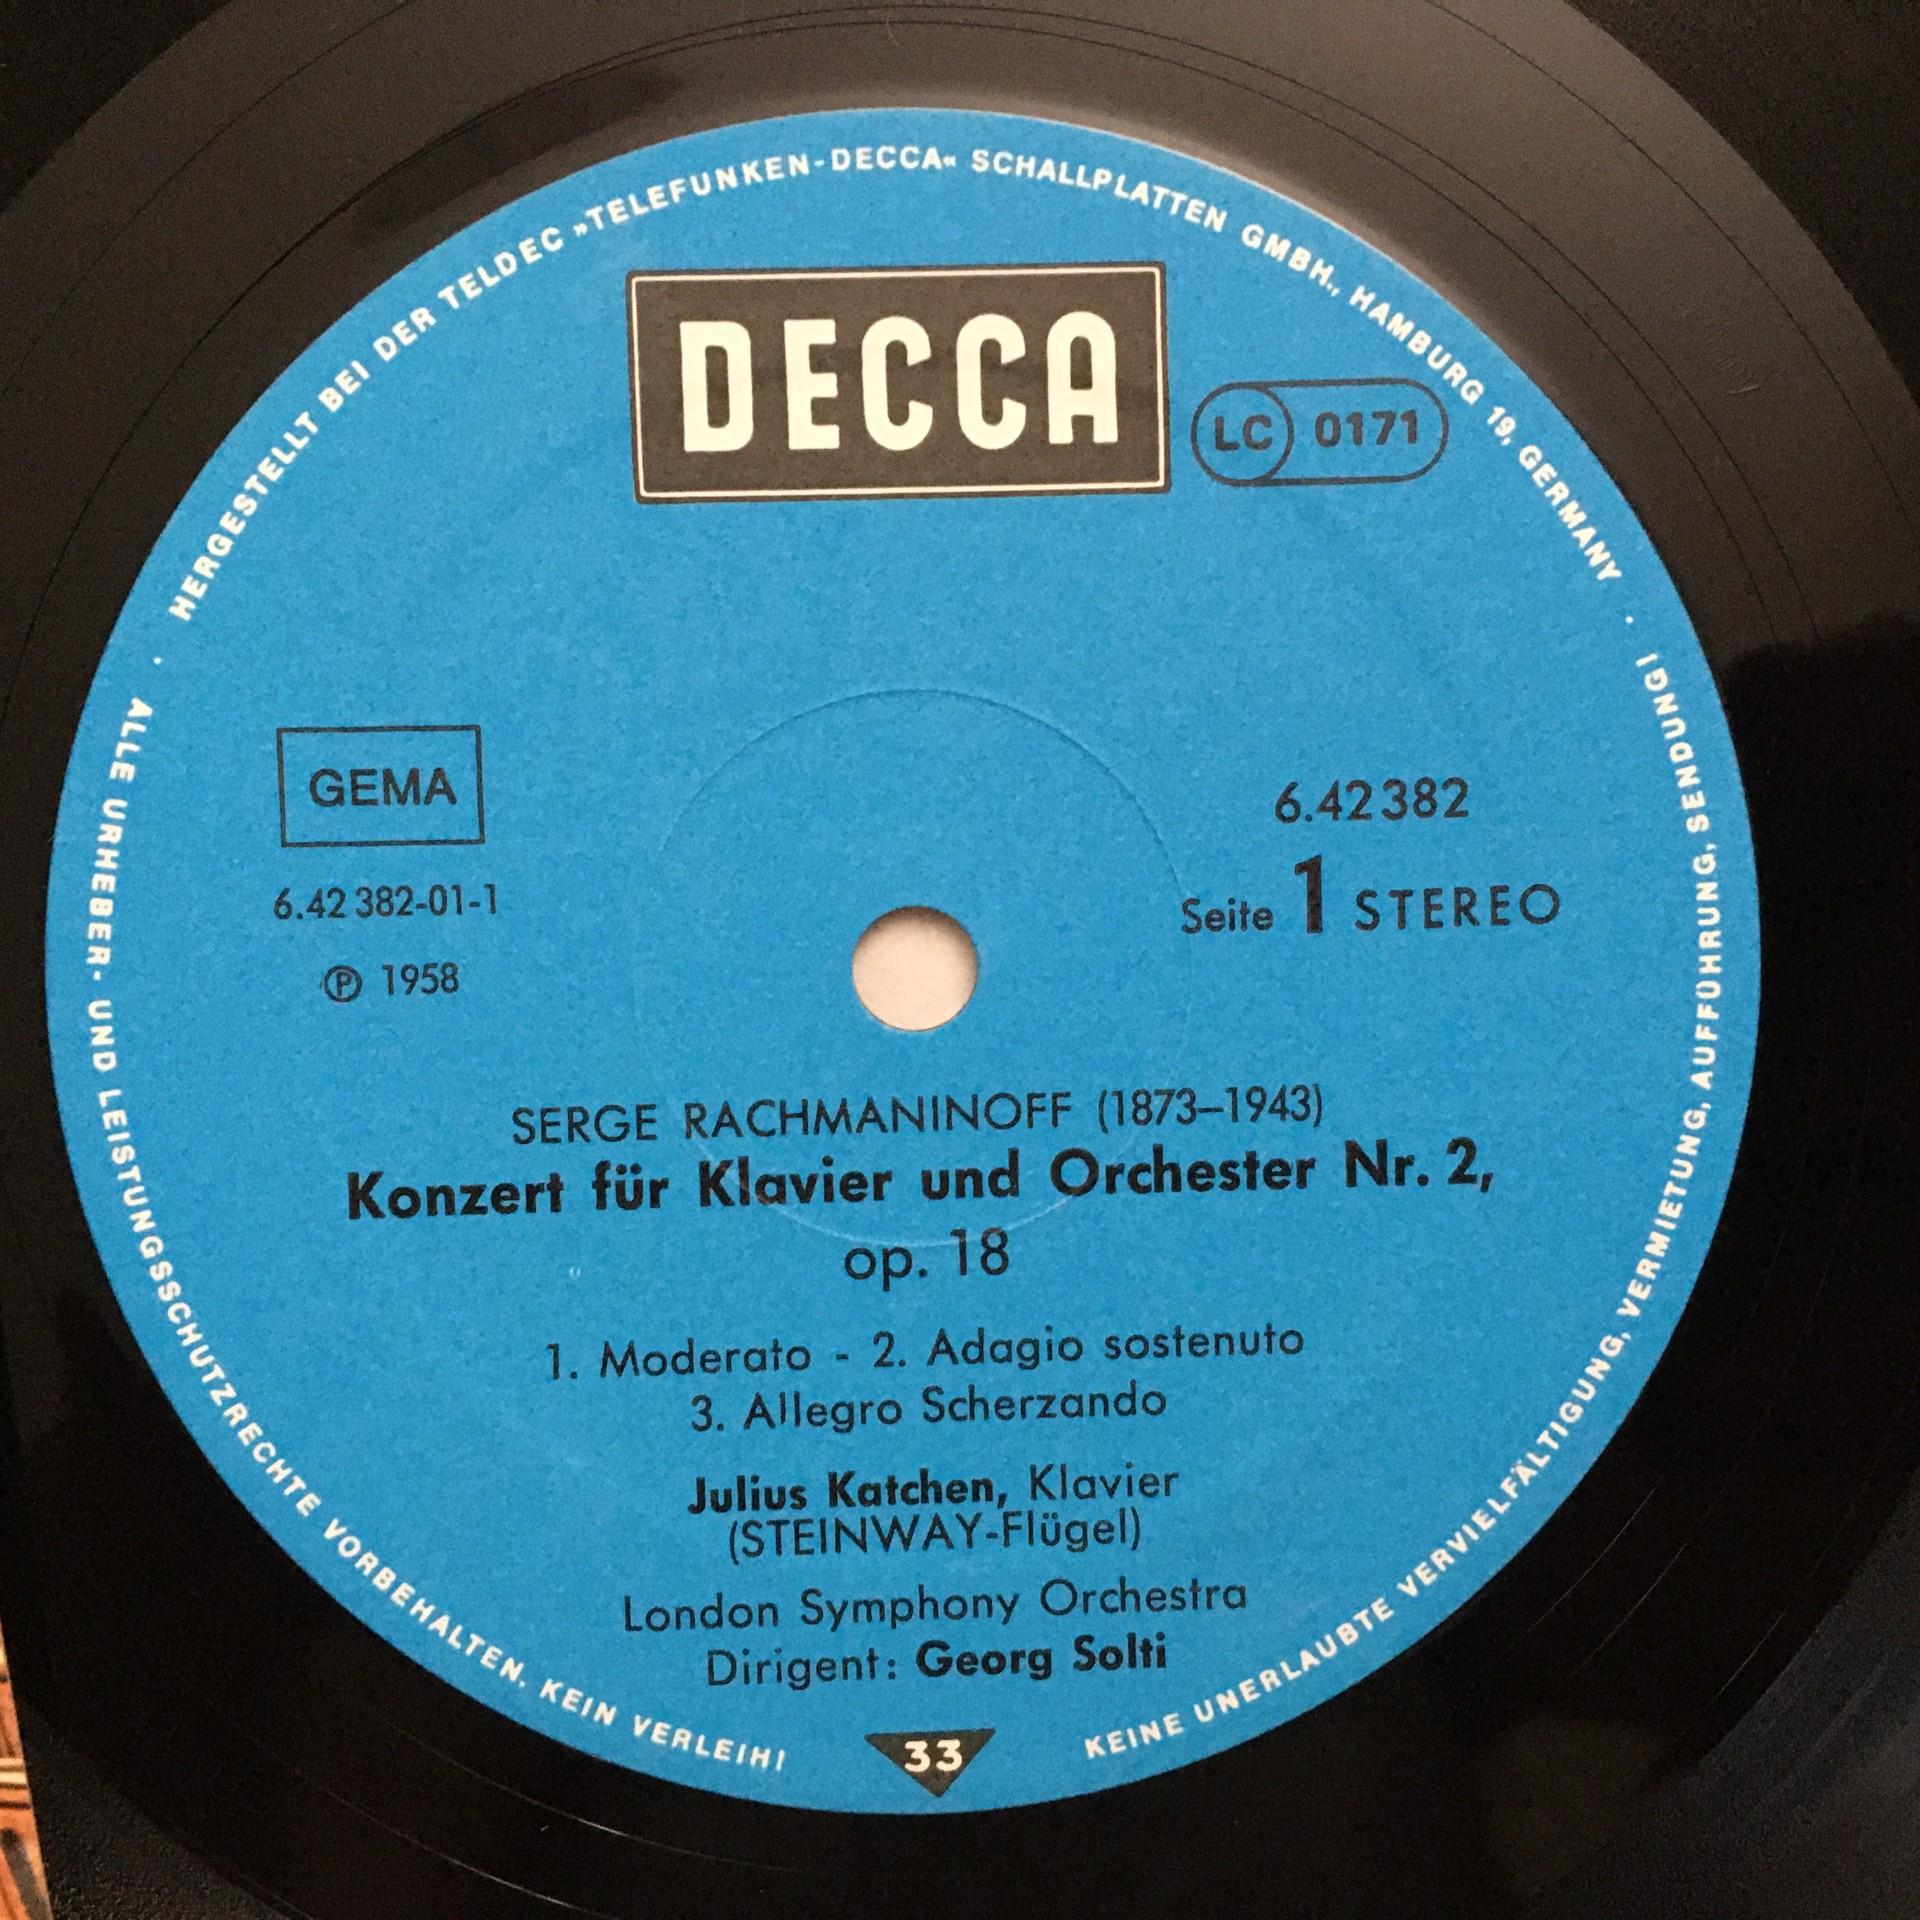 HERGESTELLT BEI DER TELDEC »TELEFUNKEN-DECCA« SCHALLPLATTEN GMBH., HAMBURG 19, GERMANY ·
DECCA
LC 0171
GEMA
6.42382
6.42 382-01-1
Seite 1 STEREO
Ⓟ 1958
SERGE RACHMANINOFF (1873–1943)
Konzert für Klavier und Orchester Nr. 2,
op. 18
1. Moderato - 2. Adagio sostenuto
3. Allegro Scherzando
Julius Katchen, Klavier
(STEINWAY-Flügel)
London Symphony Orchestra
Dirigent: Georg Solti
33
· ALLE URHEBER- UND LEISTUNGSSCHUTZRECHTE VORBEHALTEN. KEIN VERLEIH!
KEINE UNERLAUBTE VERVIELFÄLTIGUNG, VERMIETUNG, AUFFÜHRUNG, SENDUNG!